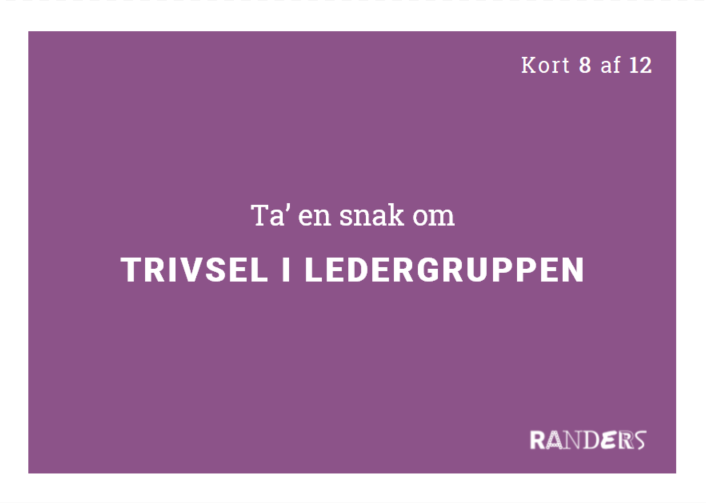 Kort 8 af 12
Ta' en snak om
TRIVSEL I LEDERGRUPPEN
RANDERS